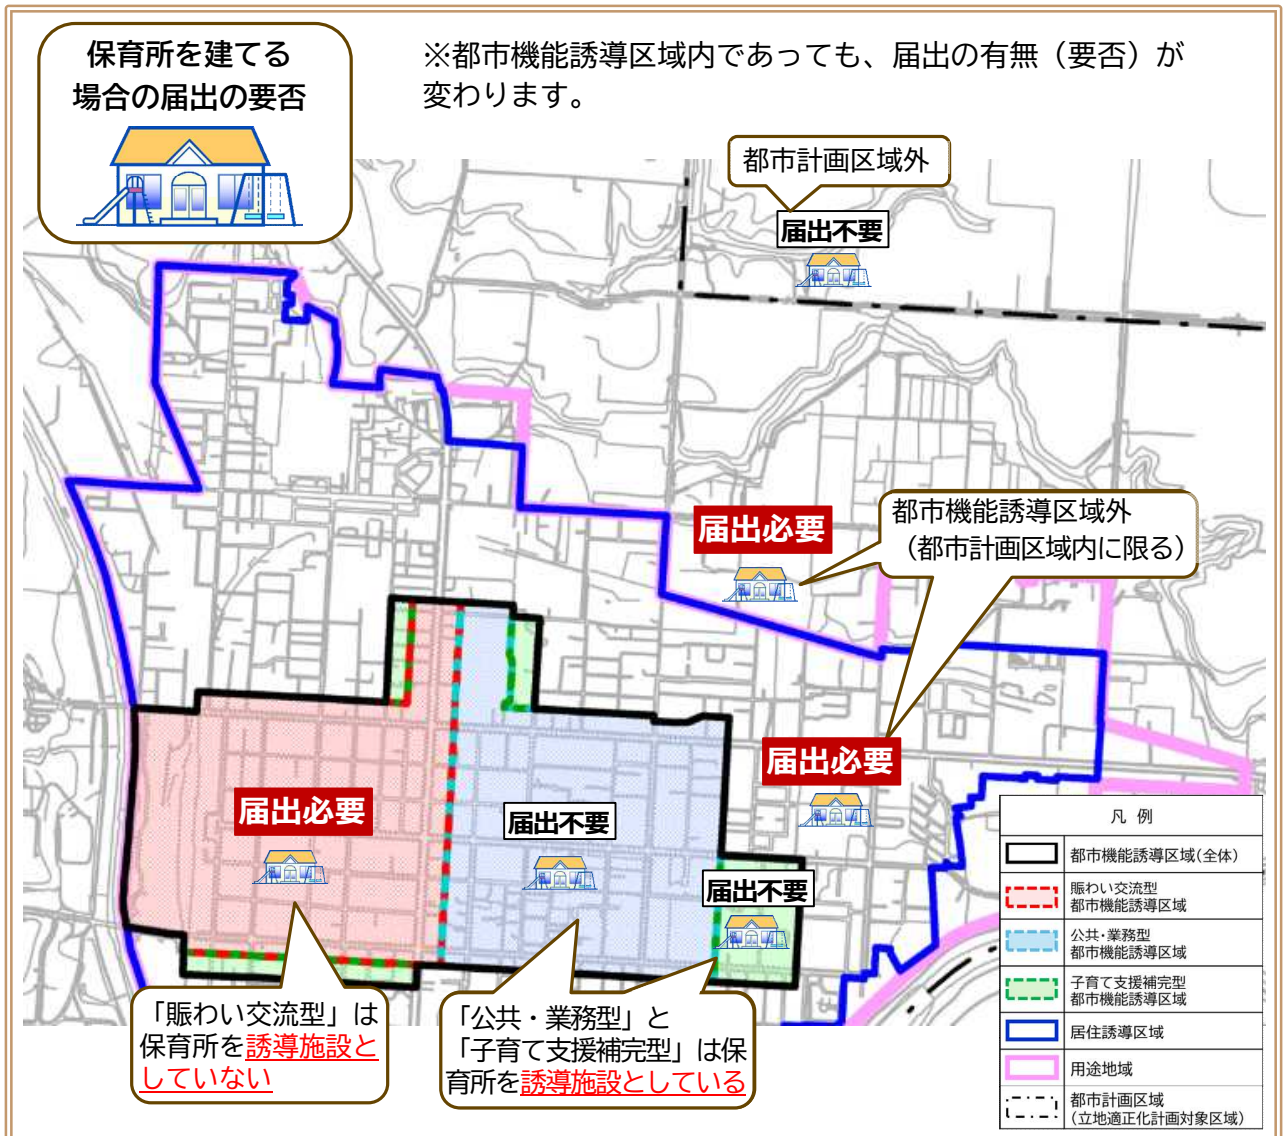 保育所を建てる
場合の届出の要否
※都市機能誘導区域内であっても、届出の有無（要否）が
変わります。
都市計画区域外
届出不要
届出必要
都市機能誘導区域外
（都市計画区域内に限る）
届出必要
届出必要
届出不要
届出不要
「賑わい交流型」は
保育所を誘導施設と
していない
「公共・業務型」と
「子育て支援補完型」は保
育所を誘導施設としている
凡 例
都市機能誘導区域(全体)
賑わい交流型
都市機能誘導区域
公共・業務型
都市機能誘導区域
子育て支援補完型
都市機能誘導区域
居住誘導区域
用途地域
都市計画区域
(立地適正化計画対象区域)